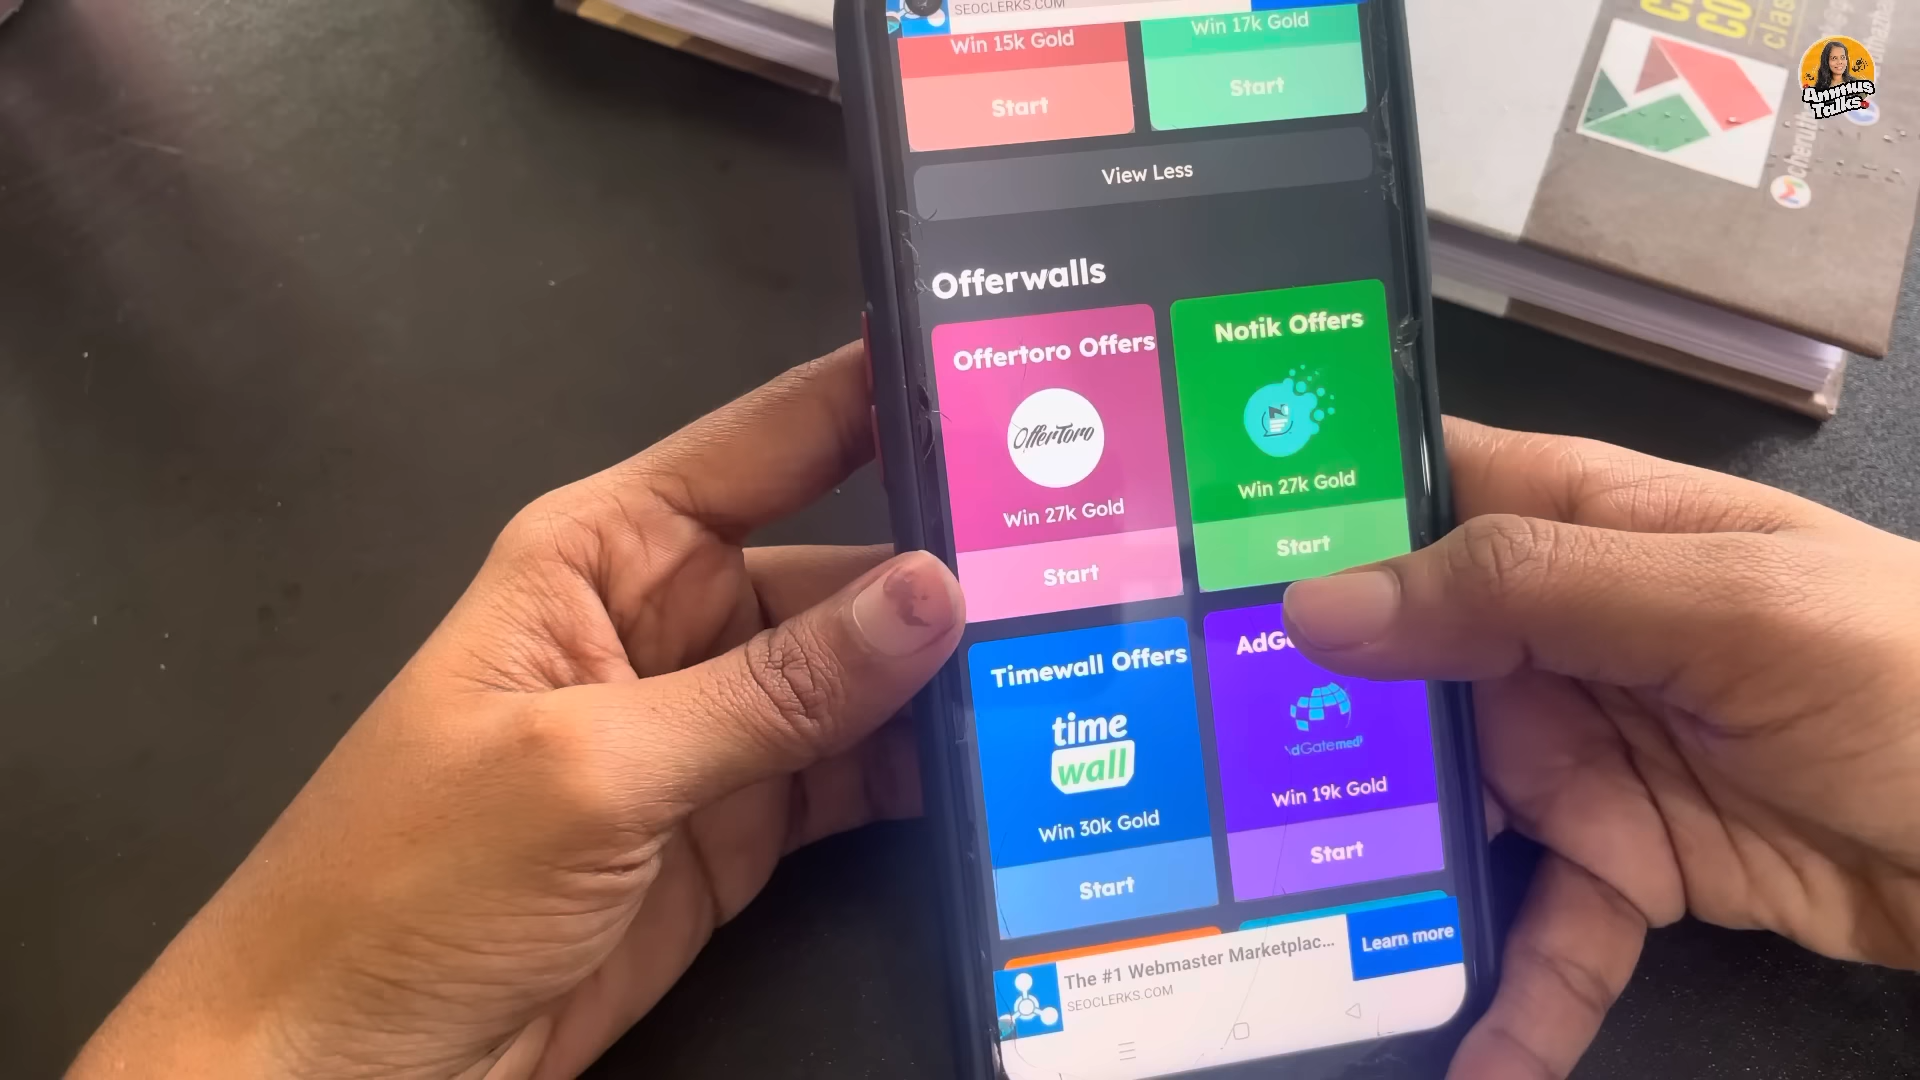 SEOCLERKS.COM
Win 15k Gold
Win 17k Gold
Start
Start
View Less
Offerwalls
Offertoro Offers
OfferToro
Win 27k Gold
Start
Notik Offers
Win 27k Gold
Start
Timewall Offers
time
wall
Win 30k Gold
Start
Win 19k Gold
Start
The #1 Webmaster Marketplac...
SEOCLERKS.COM
Learn more
Ammus
Talks